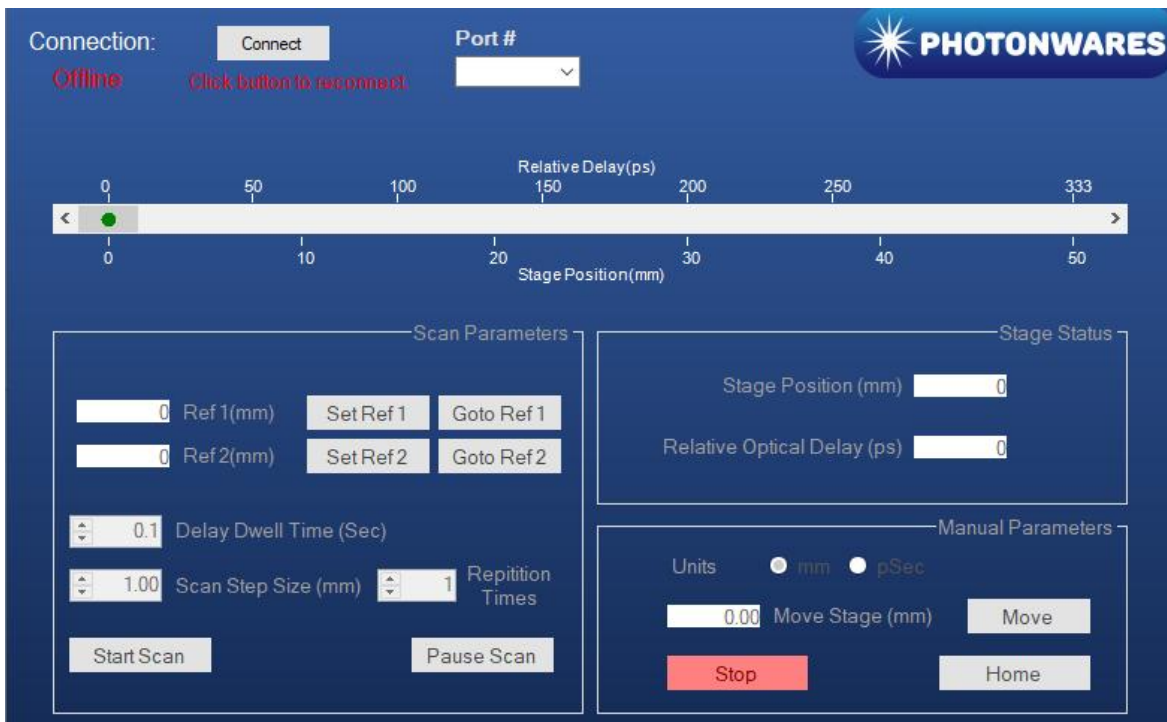 Connection:
Connect
Port #
PHOTONWARES
Offline
Click button to reconnect.
Relative Delay(ps)
0 50 100 150 200 250 333
0 10 20 30 40 50
Stage Position(mm)
Scan Parameters
0 Ref 1(mm) Set Ref 1 Goto Ref 1
0 Ref 2(mm) Set Ref 2 Goto Ref 2
0.1 Delay Dwell Time (Sec)
1.00 Scan Step Size (mm) 1 Repitition
Times
Start Scan Pause Scan
Stage Status
Stage Position (mm) 0
Relative Optical Delay (ps) 0
Manual Parameters
Units mm pSec
0.00 Move Stage (mm) Move
Stop Home